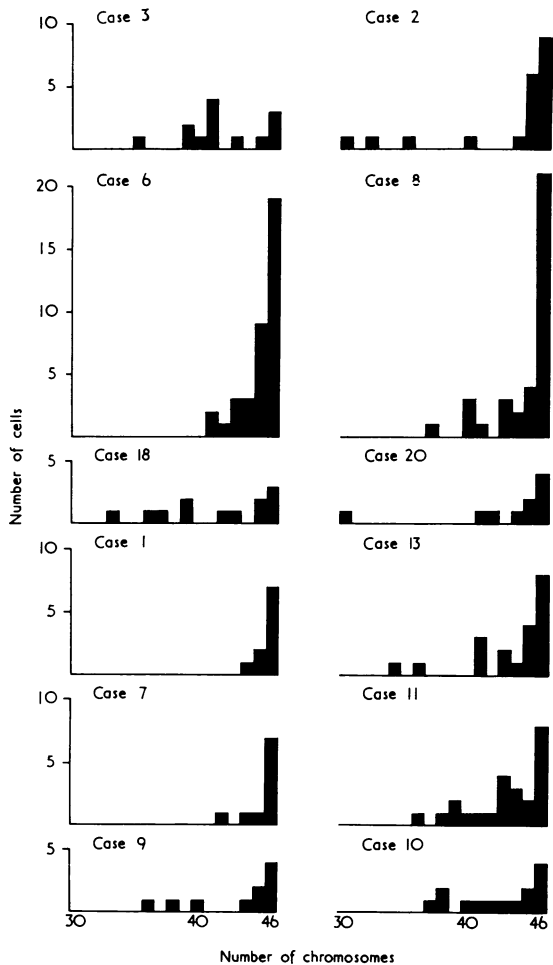 Case 3
Case 2
10
5
Case 6
Case 8
20
15
10
5
Case 18
Case 20
5
Case 1
Case 13
10
5
Case 7
Case 11
10
5
Case 9
Case 10
5
30 40 46
30 40 46
Number of cells
Number of chromosomes